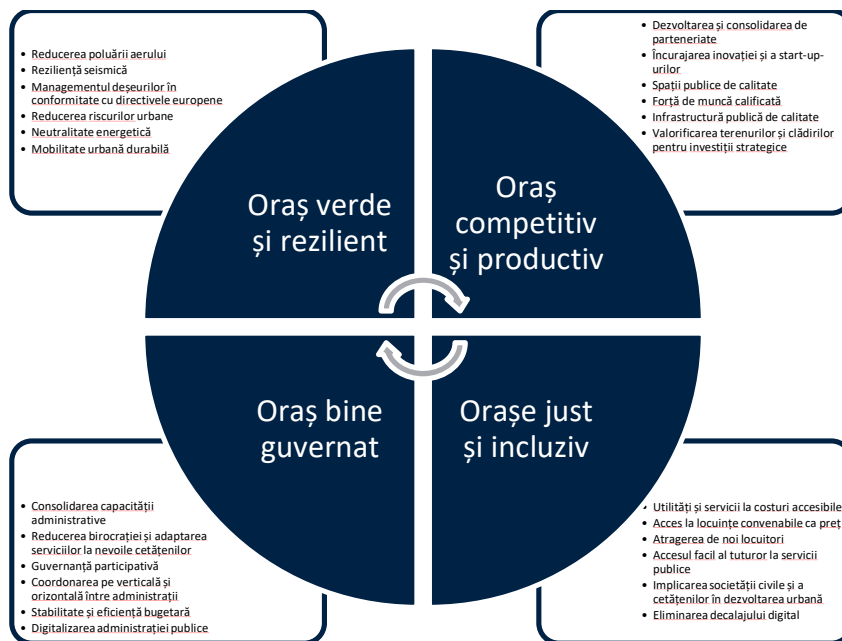 • Reducerea poluării aerului
• Reziliență seismică
• Managementul deșeurilor în
conformitate cu directivele europene
• Reducerea riscurilor urbane
• Neutralitate energetică
• Mobilitate urbană durabilă
• Dezvoltarea și consolidarea de
parteneriate
• Încurajarea inovației și a start-up-
urilor
• Spații publice de calitate
• Forță de muncă calificată
• Infrastructură publică de calitate
• Valorificarea terenurilor și clădirilor
pentru investiții strategice
Oraș verde
și rezilient
Oraș
competitiv
și productiv
Oraș bine
guvernat
Orașe just
și incluziv
• Consolidarea capacității
administrative
• Reducerea birocrației și adaptarea
serviciilor la nevoile cetățenilor
• Guvernanță participativă
• Coordonarea pe verticală și
orizontală între administrații
• Stabilitate și eficiență bugetară
• Digitalizarea administrației publice
• Utilități și servicii la costuri accesibile
• Acces la locuințe convenabile ca preț
• Atragerea de noi locuitori
• Accesul facil al tuturor la servicii
publice
• Implicarea societății civile și a
cetățenilor în dezvoltarea urbană
• Eliminarea decalajului digital